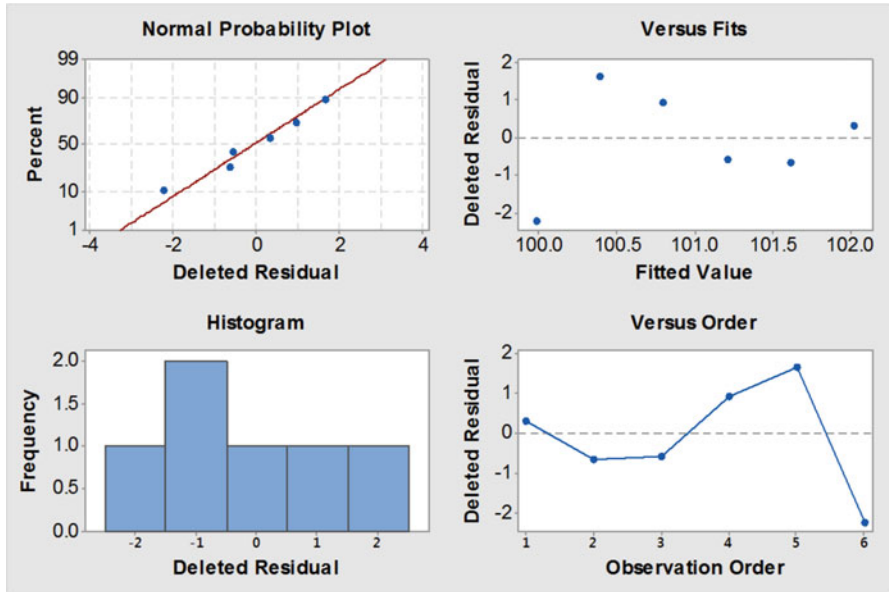 Normal Probability Plot
99
90
50
10
1
Percent
-4 -2 0 2 4
Deleted Residual
Versus Fits
2
1
0
-1
-2
Deleted Residual
100.0 100.5 101.0 101.5 102.0
Fitted Value
Histogram
2.0
1.5
1.0
0.5
0.0
Frequency
-2 -1 0 1 2
Deleted Residual
Versus Order
2
1
0
-1
-2
Deleted Residual
1 2 3 4 5 6
Observation Order